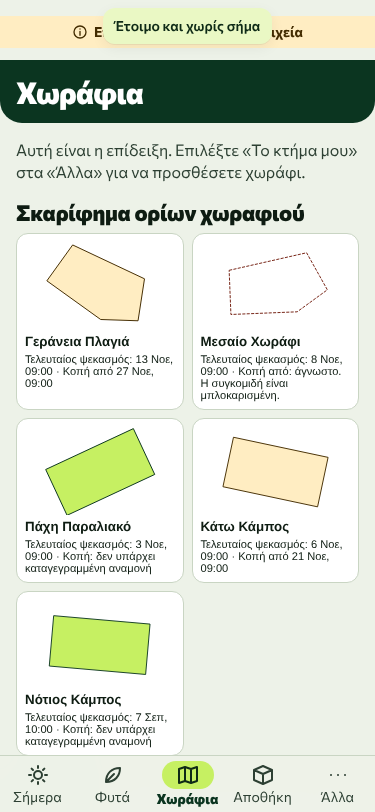 Έτοιμο και χωρίς σήμα
Χωράφια
Αυτή είναι η επίδειξη. Επιλέξτε «Το κτήμα μου»
στα «Άλλα» για να προσθέσετε χωράφι.
Σκαρίφημα ορίων χωραφιού
Γεράνεια Πλαγιά
Τελευταίος ψεκασμός: 13 Νοε,
09:00 · Κοπή από 27 Νοε,
09:00
Μεσαίο Χωράφι
Τελευταίος ψεκασμός: 8 Νοε,
09:00 · Κοπή από: άγνωστο.
Η συγκομιδή είναι
μπλοκαρισμένη.
Πάχη Παραλιακό
Τελευταίος ψεκασμός: 3 Νοε,
09:00 · Κοπή: δεν υπάρχει
καταγεγραμμένη αναμονή
Κάτω Κάμπος
Τελευταίος ψεκασμός: 6 Νοε,
09:00 · Κοπή από 21 Νοε,
09:00
Νότιος Κάμπος
Τελευταίος ψεκασμός: 7 Σεπ,
10:00 · Κοπή: δεν υπάρχει
καταγεγραμμένη αναμονή
Σήμερα
Φυτά
Χωράφια
Αποθήκη
Άλλα